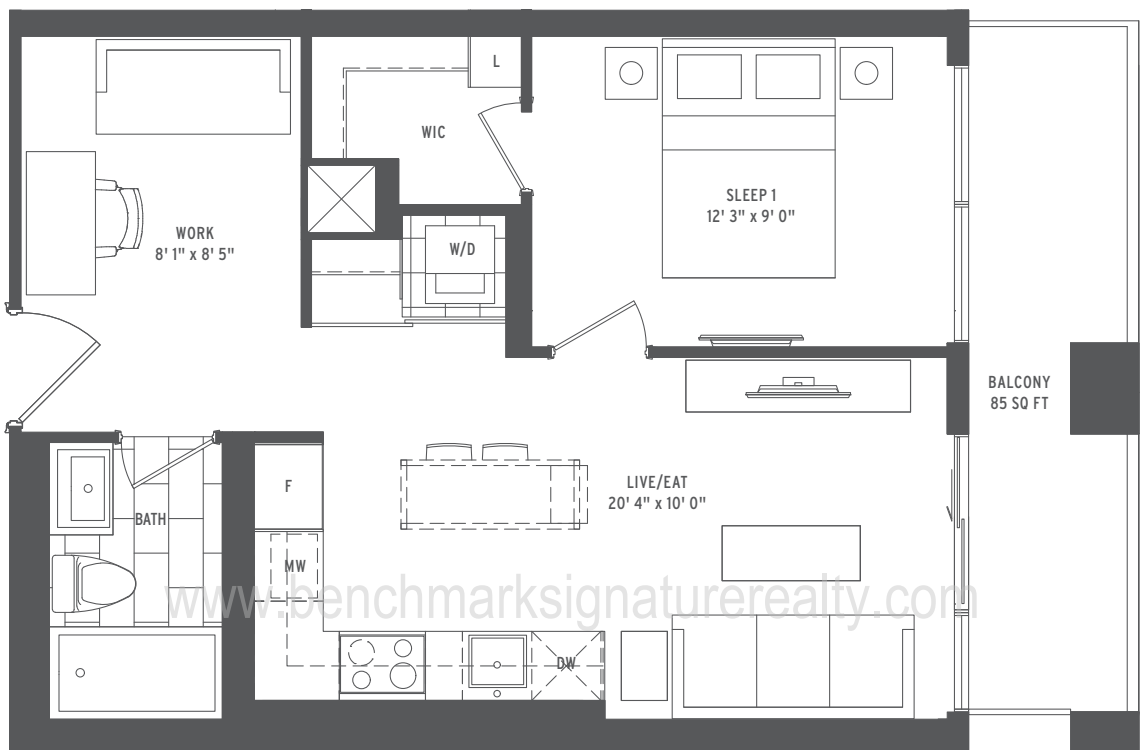 L
WIC
SLEEP 1
12' 3" x 9' 0"
WORK
8' 1" x 8' 5"
W/D
BALCONY
85 SQ FT
LIVE/EAT
20' 4" x 10' 0"
F
BATH
MW
www.benchmarksignaturerealty.com
DW